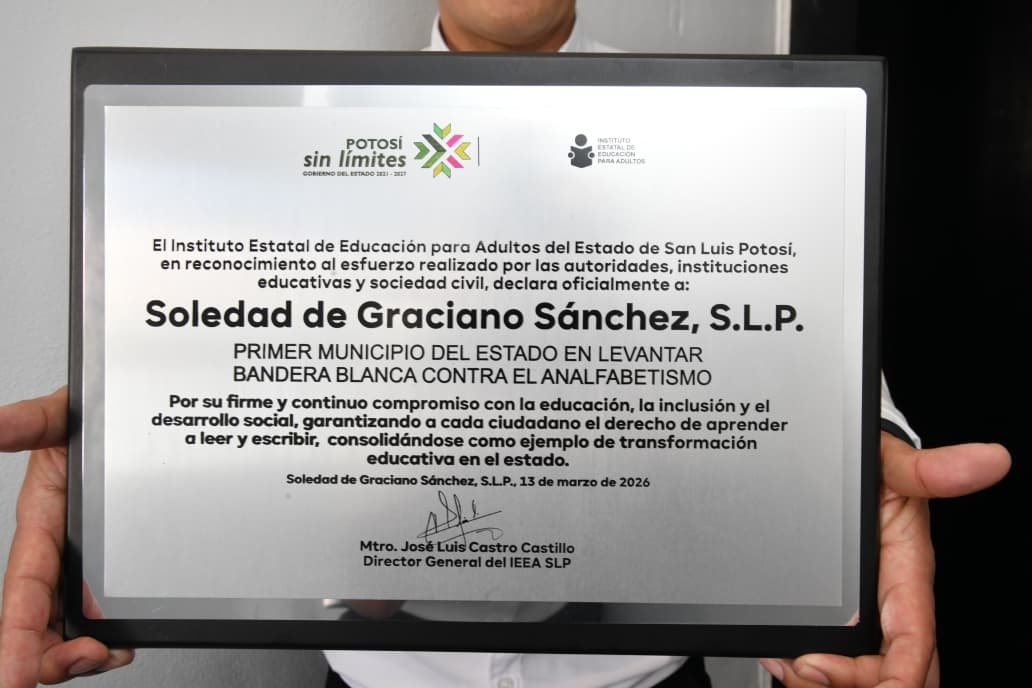 POTOSÍ
sin límites
GOBIERNO DEL ESTADO 2021 - 2027
INSTITUTO
ESTATAL DE
EDUCACIÓN
PARA ADULTOS
El Instituto Estatal de Educación para Adultos del Estado de San Luis Potosí,
en reconocimiento al esfuerzo realizado por las autoridades, instituciones
educativas y sociedad civil, declara oficialmente a:
Soledad de Graciano Sánchez, S.L.P.
PRIMER MUNICIPIO DEL ESTADO EN LEVANTAR
BANDERA BLANCA CONTRA EL ANALFABETISMO
Por su firme y continuo compromiso con la educación, la inclusión y el
desarrollo social, garantizando a cada ciudadano el derecho de aprender
a leer y escribir, consolidándose como ejemplo de transformación
educativa en el estado.
Soledad de Graciano Sánchez, S.L.P., 13 de marzo de 2026
Mtro. José Luis Castro Castillo
Director General del IEEA SLP